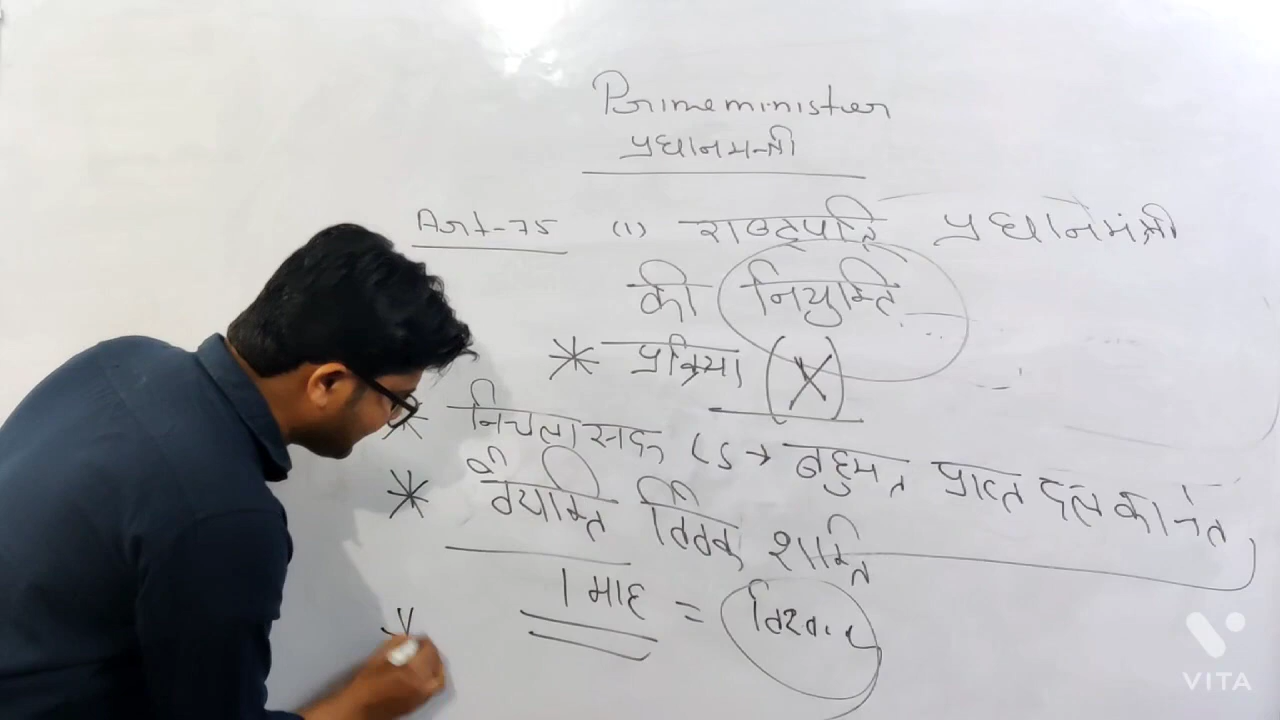 Primeminister
प्रधानमन्त्री
Art-75 (1) राष्ट्रपति प्रधानमंत्री
की नियुक्ति
* प्रक्रिया (X)
* निचला सदन LS → बहुमत प्राप्त दल का नेता
* की व्यक्ति विवेक शक्ति
1 माह =
*
VITA